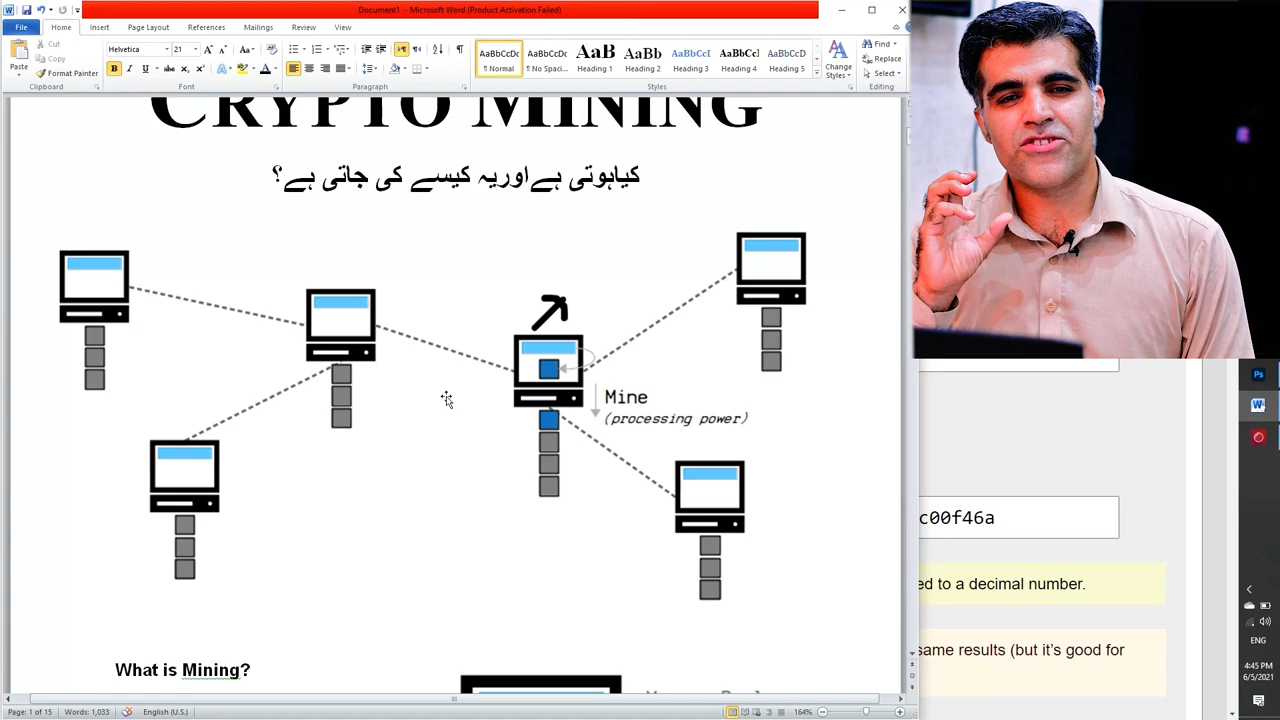 Document1 - Microsoft Word (Product Activation Failed)
File Home Insert Page Layout References Mailings Review View
Paste
Cut
Copy
Format Painter
Clipboard
Helvetica 21
Font
Paragraph
AaBbCcDc AaBbCcDc AaB AaBb AaBbCcI AaBbCc AaBbCcD
¶ Normal ¶ No Spaci... Heading 1 Heading 2 Heading 3 Heading 4 Heading 5
Change
Styles
Styles
Find
Replace
Select
Editing
CRYPTO MINING
کیاہوتی ہےاوریہ کیسے کی جاتی ہے؟
Mine
(processing power)
What is Mining?
c00f46a
ed to a decimal number.
same results (but it's good for
Ps
W
ENG
4:45 PM
6/5/2021
Page: 1 of 15 Words: 1,033 English (U.S.) 164%